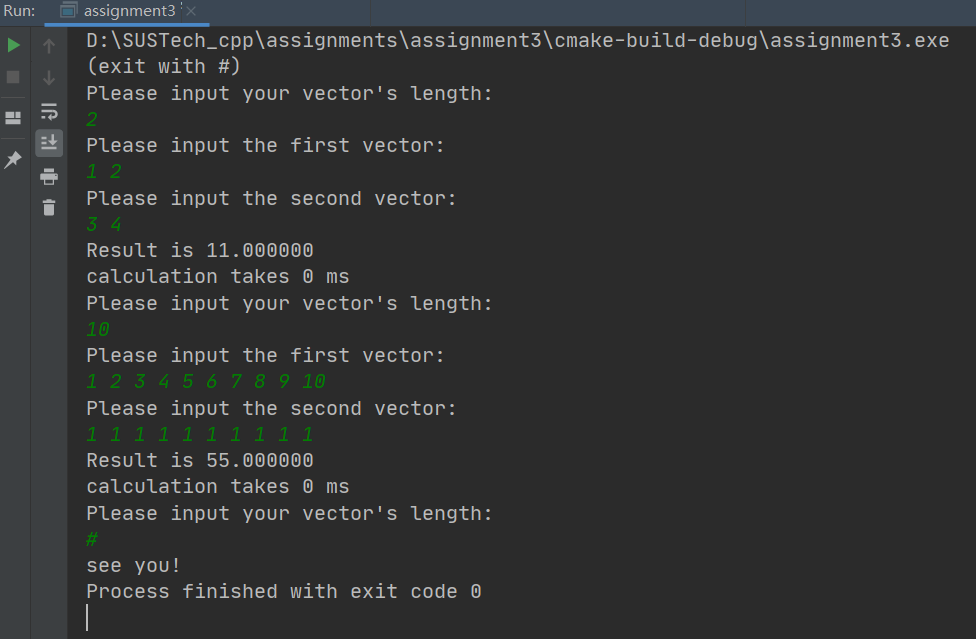 Run: assignment3
D:\SUSTech_cpp\assignments\assignment3\cmake-build-debug\assignment3.exe
(exit with #)
Please input your vector's length:
2
Please input the first vector:
1 2
Please input the second vector:
3 4
Result is 11.000000
calculation takes 0 ms
Please input your vector's length:
10
Please input the first vector:
1 2 3 4 5 6 7 8 9 10
Please input the second vector:
1 1 1 1 1 1 1 1 1 1
Result is 55.000000
calculation takes 0 ms
Please input your vector's length:
#
see you!
Process finished with exit code 0